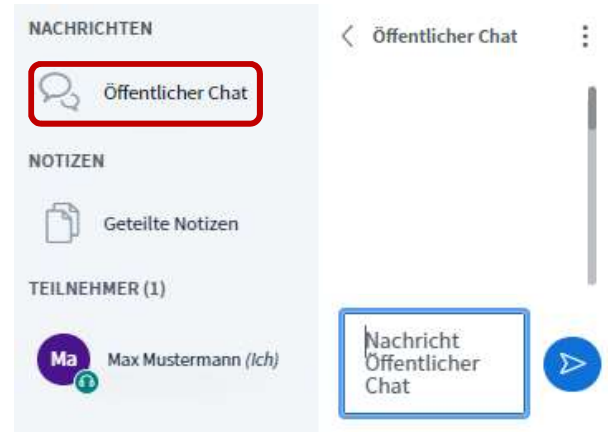 NACHRICHTEN
Öffentlicher Chat
NOTIZEN
Geteilte Notizen
TEILNEHMER (1)
Ma
Max Mustermann (Ich)
Öffentlicher Chat
Nachricht
Öffentlicher
Chat